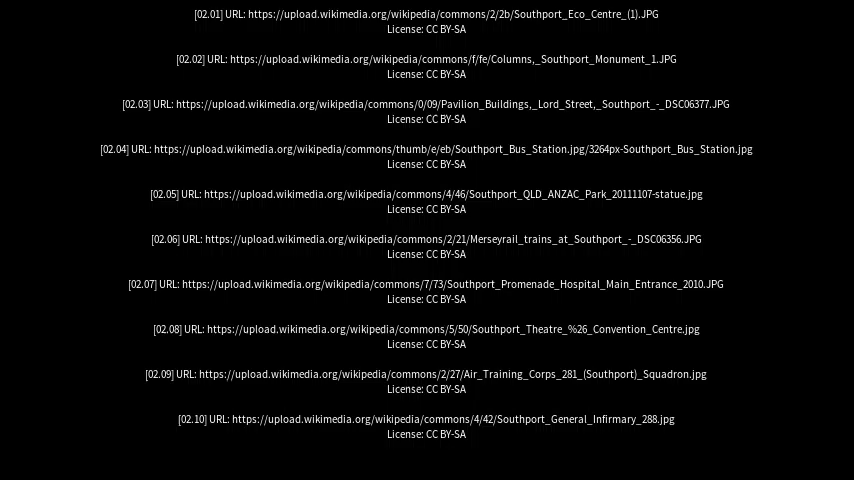 [02.01] URL: https://upload.wikimedia.org/wikipedia/commons/2/2b/Southport_Eco_Centre_(1).JPG
License: CC BY-SA
[02.02] URL: https://upload.wikimedia.org/wikipedia/commons/f/fe/Columns,_Southport_Monument_1.JPG
License: CC BY-SA
[02.03] URL: https://upload.wikimedia.org/wikipedia/commons/0/09/Pavilion_Buildings,_Lord_Street,_Southport_-_DSC06377.JPG
License: CC BY-SA
[02.04] URL: https://upload.wikimedia.org/wikipedia/commons/thumb/e/eb/Southport_Bus_Station.jpg/3264px-Southport_Bus_Station.jpg
License: CC BY-SA
[02.05] URL: https://upload.wikimedia.org/wikipedia/commons/4/46/Southport_QLD_ANZAC_Park_20111107-statue.jpg
License: CC BY-SA
[02.06] URL: https://upload.wikimedia.org/wikipedia/commons/2/21/Merseyrail_trains_at_Southport_-_DSC06356.JPG
License: CC BY-SA
[02.07] URL: https://upload.wikimedia.org/wikipedia/commons/7/73/Southport_Promenade_Hospital_Main_Entrance_2010.JPG
License: CC BY-SA
[02.08] URL: https://upload.wikimedia.org/wikipedia/commons/5/50/Southport_Theatre_%26_Convention_Centre.jpg
License: CC BY-SA
[02.09] URL: https://upload.wikimedia.org/wikipedia/commons/2/27/Air_Training_Corps_281_(Southport)_Squadron.jpg
License: CC BY-SA
[02.10] URL: https://upload.wikimedia.org/wikipedia/commons/4/42/Southport_General_Infirmary_288.jpg
License: CC BY-SA